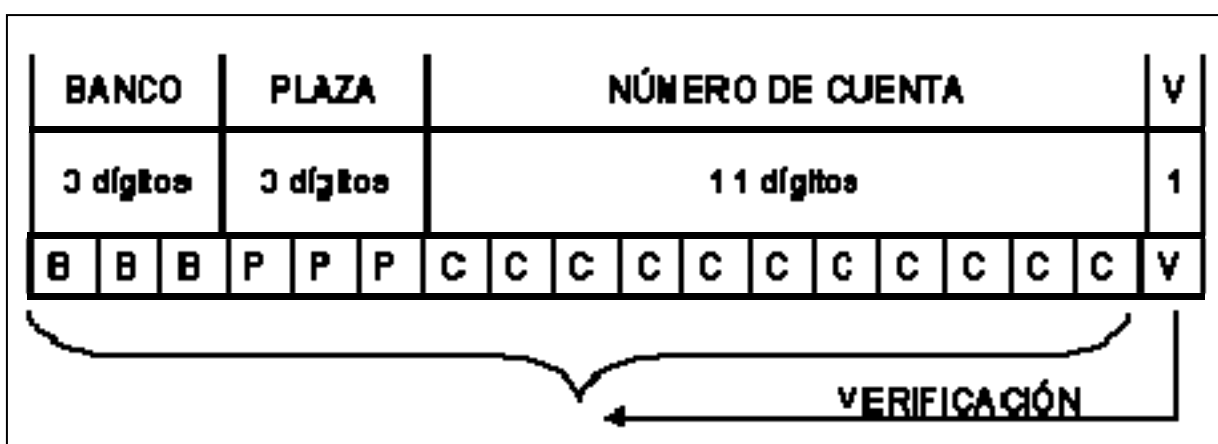 BANCO PLAZA NÚMERO DE CUENTA V
3 dígitos 3 dígitos 11 dígitos 1
B B B P P P C C C C C C C C C C C V
VERIFICACIÓN